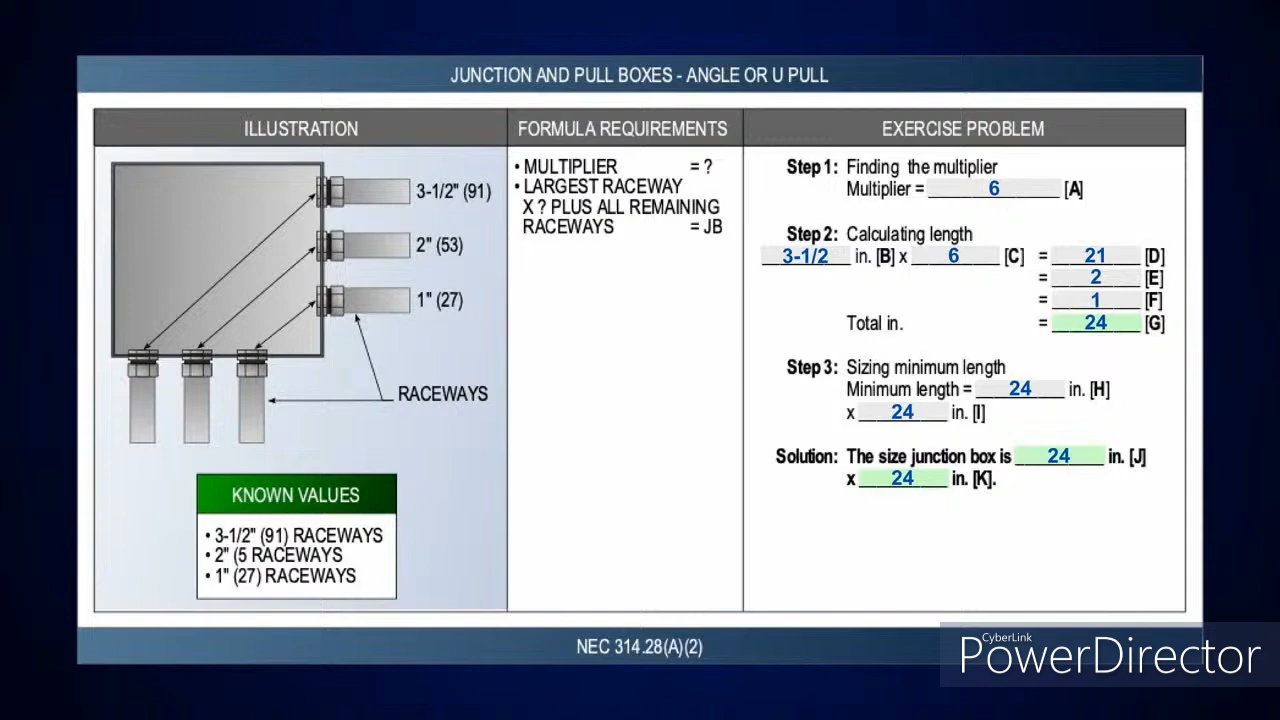 JUNCTION AND PULL BOXES - ANGLE OR U PULL
ILLUSTRATION
3-1/2" (91)
2" (53)
1" (27)
RACEWAYS
KNOWN VALUES
• 3-1/2" (91) RACEWAYS
• 2" (5 RACEWAYS
• 1" (27) RACEWAYS
FORMULA REQUIREMENTS
• MULTIPLIER = ?
• LARGEST RACEWAY
X ? PLUS ALL REMAINING
RACEWAYS = JB
EXERCISE PROBLEM
Step 1: Finding the multiplier
Multiplier = 6 [A]
Step 2: Calculating length
3-1/2 in. [B] x 6 [C] = 21 [D]
= 2 [E]
= 1 [F]
Total in. = 24 [G]
Step 3: Sizing minimum length
Minimum length = 24 in. [H]
x 24 in. [I]
Solution: The size junction box is 24 in. [J]
x 24 in. [K].
NEC 314.28(A)(2)
CyberLink
PowerDirector